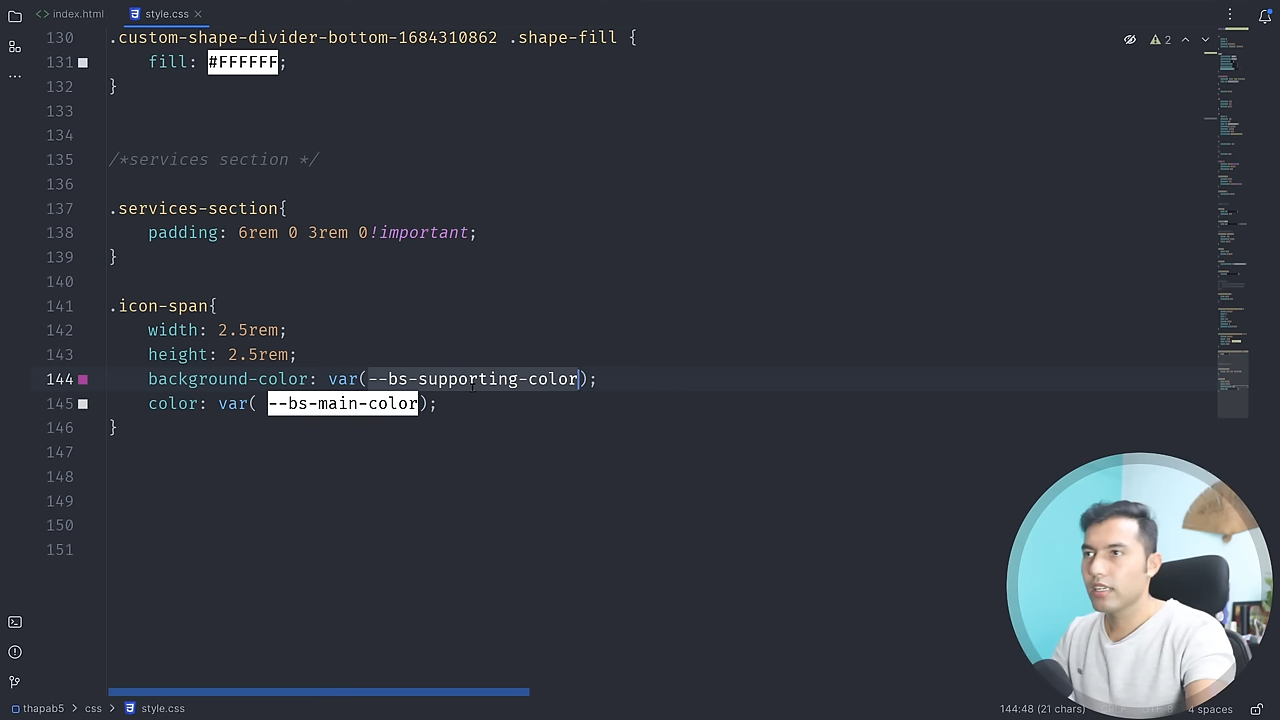 index.html
style.css
130 .custom-shape-divider-bottom-1684310862 .shape-fill {
131 fill: #FFFFFF;
132 }
133
134
135 /*services section */
136
137 .services-section{
138 padding: 6rem 0 3rem 0!important;
139 }
140
141 .icon-span{
142 width: 2.5rem;
143 height: 2.5rem;
144 background-color: var(--bs-supporting-color);
145 color: var( --bs-main-color);
146 }
147
148
149
150
151
2
thapab5 > css > style.css
144:48 (21 chars) 4 spaces